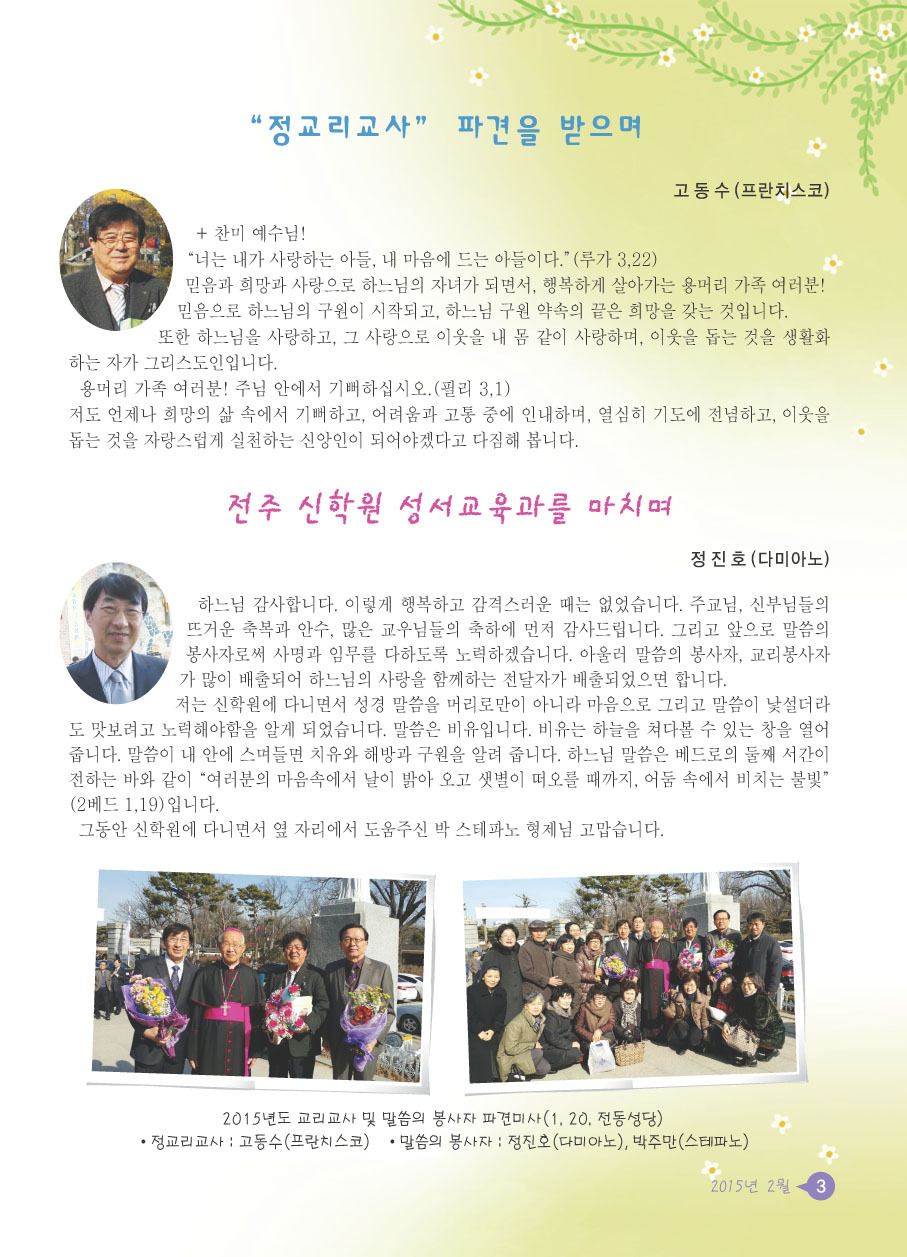 “정교리교사” 파견을 받으며
고 동 수 (프란치스코)
+ 찬미 예수님!
“너는 내가 사랑하는 아들, 내 마음에 드는 아들이다.”(루가 3,22)
믿음과 희망과 사랑으로 하느님의 자녀가 되면서, 행복하게 살아가는 용머리 가족 여러분!
믿음으로 하느님의 구원이 시작되고, 하느님 구원 약속의 끝은 희망을 갖는 것입니다.
또한 하느님을 사랑하고, 그 사랑으로 이웃을 내 몸 같이 사랑하며, 이웃을 돕는 것을 생활화
하는 자가 그리스도인입니다.
용머리 가족 여러분! 주님 안에서 기뻐하십시오.(필리 3,1)
저도 언제나 희망의 삶 속에서 기뻐하고, 어려움과 고통 중에 인내하며, 열심히 기도에 전념하고, 이웃을
돕는 것을 자랑스럽게 실천하는 신앙인이 되어야겠다고 다짐해 봅니다.
전주 신학원 성서교육과를 마치며
정 진 호 (다미아노)
하느님 감사합니다. 이렇게 행복하고 감격스러운 때는 없었습니다. 주교님, 신부님들의
뜨거운 축복과 안수, 많은 교우님들의 축하에 먼저 감사드립니다. 그리고 앞으로 말씀의
봉사자로써 사명과 임무를 다하도록 노력하겠습니다. 아울러 말씀의 봉사자, 교리봉사자
가 많이 배출되어 하느님의 사랑을 함께하는 전달자가 배출되었으면 합니다.
저는 신학원에 다니면서 성경 말씀을 머리로만이 아니라 마음으로 그리고 말씀이 낯설더라
도 맛보려고 노력해야함을 알게 되었습니다. 말씀은 비유입니다. 비유는 하늘을 쳐다볼 수 있는 창을 열어
줍니다. 말씀이 내 안에 스며들면 치유와 해방과 구원을 알려 줍니다. 하느님 말씀은 베드로의 둘째 서간이
전하는 바와 같이 “여러분의 마음속에서 날이 밝아 오고 샛별이 떠오를 때까지, 어둠 속에서 비치는 불빛”
(2베드 1,19)입니다.
그동안 신학원에 다니면서 옆 자리에서 도움주신 박 스테파노 형제님 고맙습니다.
2015년도 교리교사 및 말씀의 봉사자 파견미사(1. 20. 전동성당)
• 정교리교사 : 고동수(프란치스코) • 말씀의 봉사자 : 정진호(다미아노), 박주만(스테파노)
2015년 2월 3